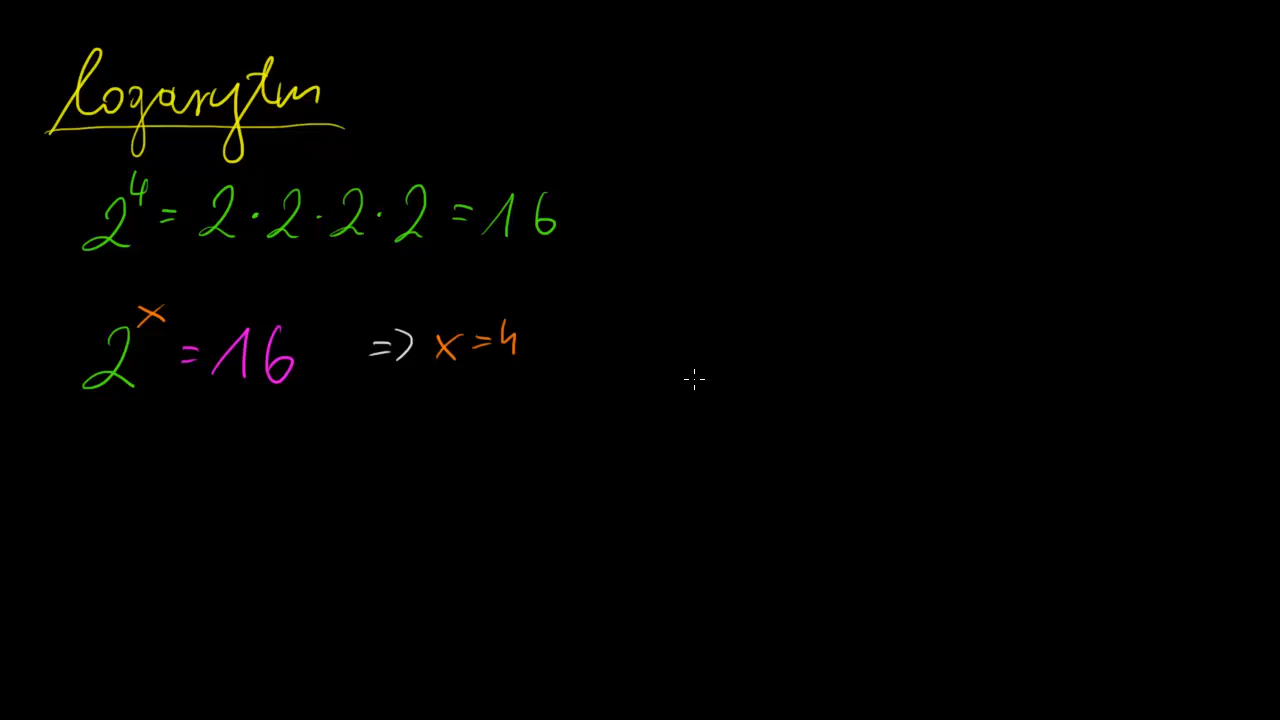 logarytm
2⁴ = 2 · 2 · 2 · 2 = 16
2ˣ = 16 => x = 4